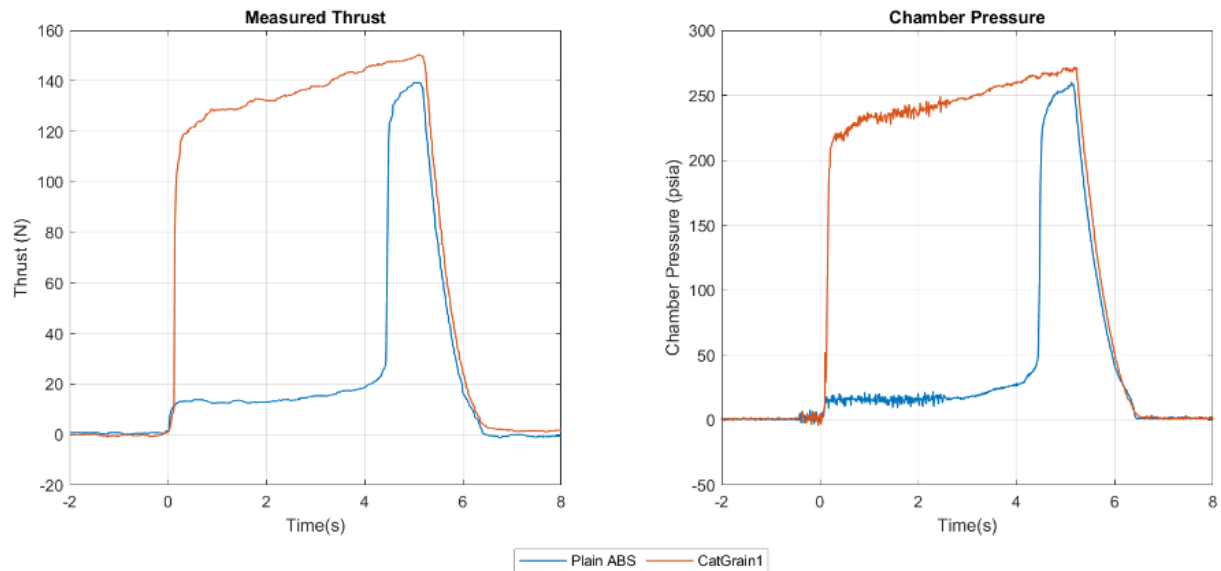 Measured Thrust
160
140
120
100
80
60
40
20
0
-20
Thrust (N)
-2 0 2 4 6 8
Time(s)
Chamber Pressure
300
250
200
150
100
50
0
-50
Chamber Pressure (psia)
-2 0 2 4 6 8
Time(s)
Plain ABS CatGrain1